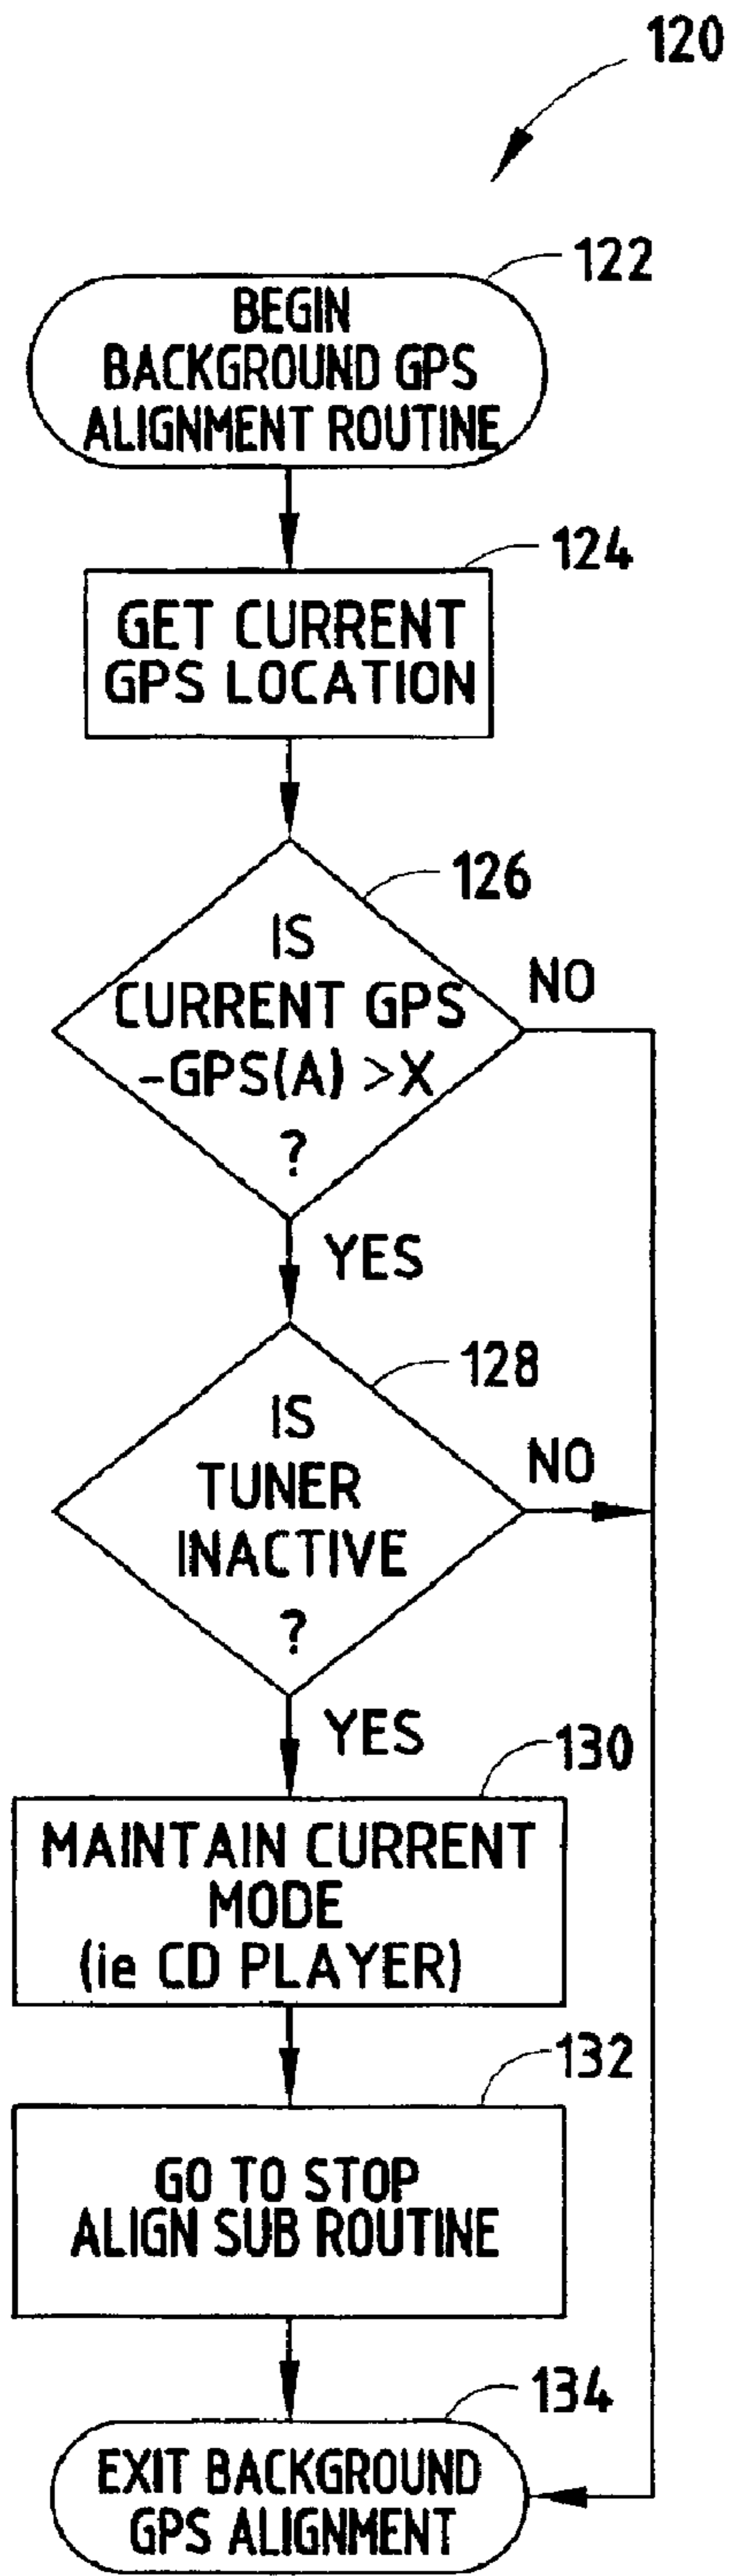 120
122
BEGIN
BACKGROUND GPS
ALIGNMENT ROUTINE
124
GET CURRENT
GPS LOCATION
126
IS
CURRENT GPS
-GPS(A) >X
?
NO
YES
128
IS
TUNER
INACTIVE
?
NO
YES
130
MAINTAIN CURRENT
MODE
(ie CD PLAYER)
132
GO TO STOP
ALIGN SUB ROUTINE
134
EXIT BACKGROUND
GPS ALIGNMENT